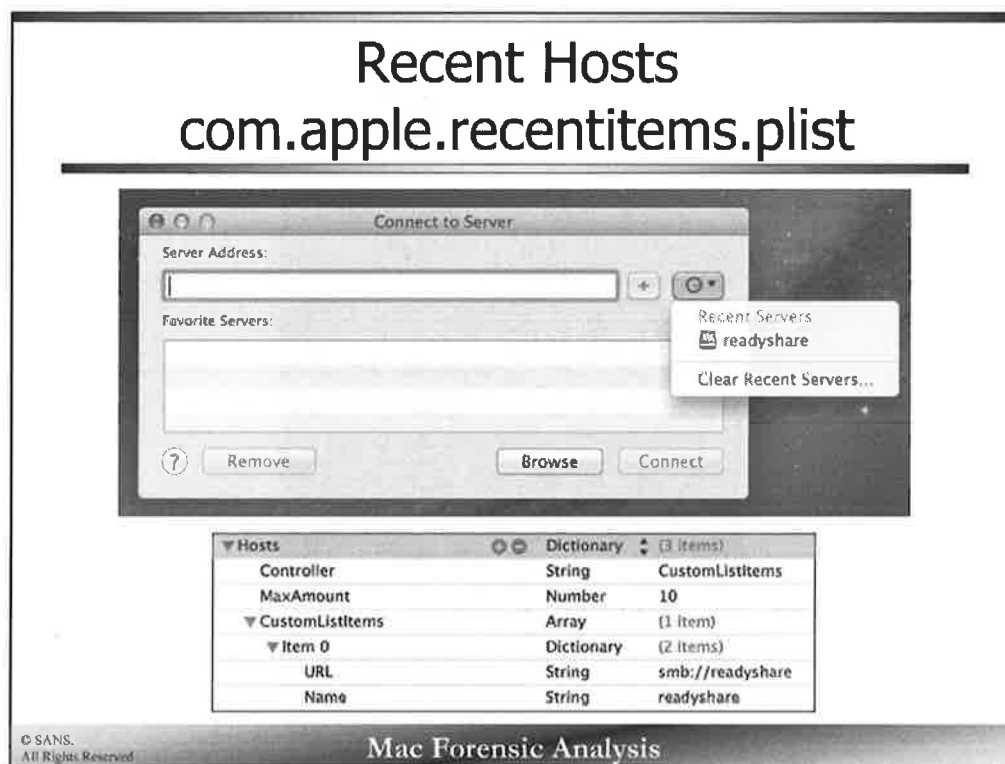 Recent Hosts
com.apple.recentitems.plist
Connect to Server
Server Address:
+
Favorite Servers:
Recent Servers
readyshare
Clear Recent Servers...
? Remove Browse Connect
Hosts Dictionary (3 items)
Controller String CustomListItems
MaxAmount Number 10
CustomListItems Array (1 item)
Item 0 Dictionary (2 items)
URL String smb://readyshare
Name String readyshare
© SANS.
All Rights Reserved
Mac Forensic Analysis